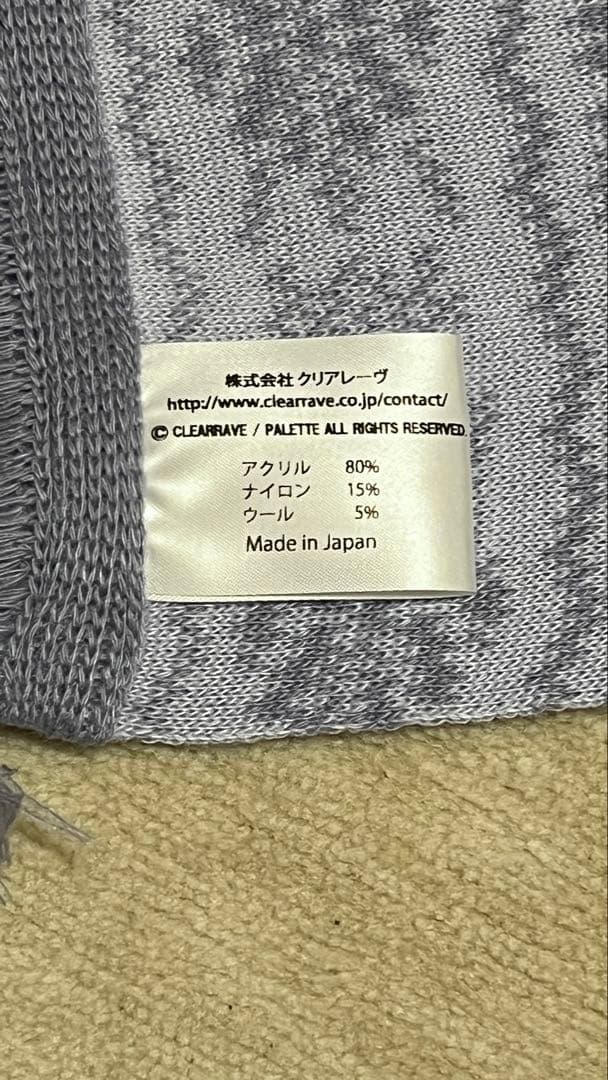 株式会社 クリアレーヴ
http://www.clearrave.co.jp/contact/
© CLEARRAVE / PALETTE ALL RIGHTS RESERVED.
アクリル 80%
ナイロン 15%
ウール 5%
Made in Japan